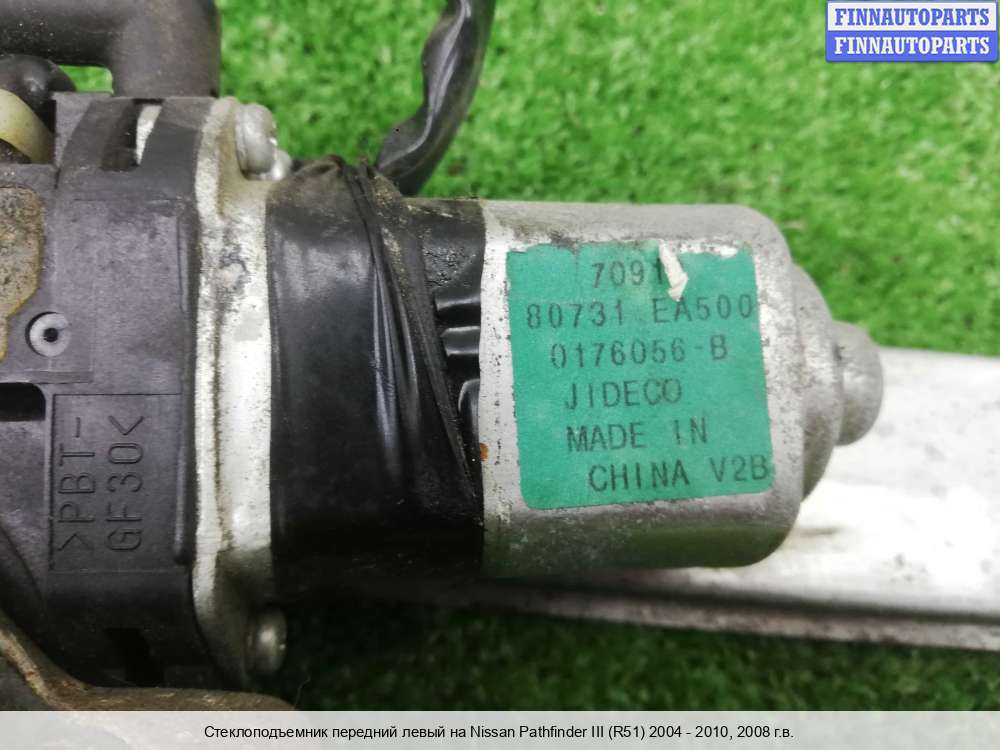 FINNAUTOPARTS
FINNAUTOPARTS
7091
80731 EA500
0176056-B
JIDECO
MADE IN
CHINA V2B
>PBT-
GF30<
Стеклоподъемник передний левый на Nissan Pathfinder III (R51) 2004 - 2010, 2008 г.в.